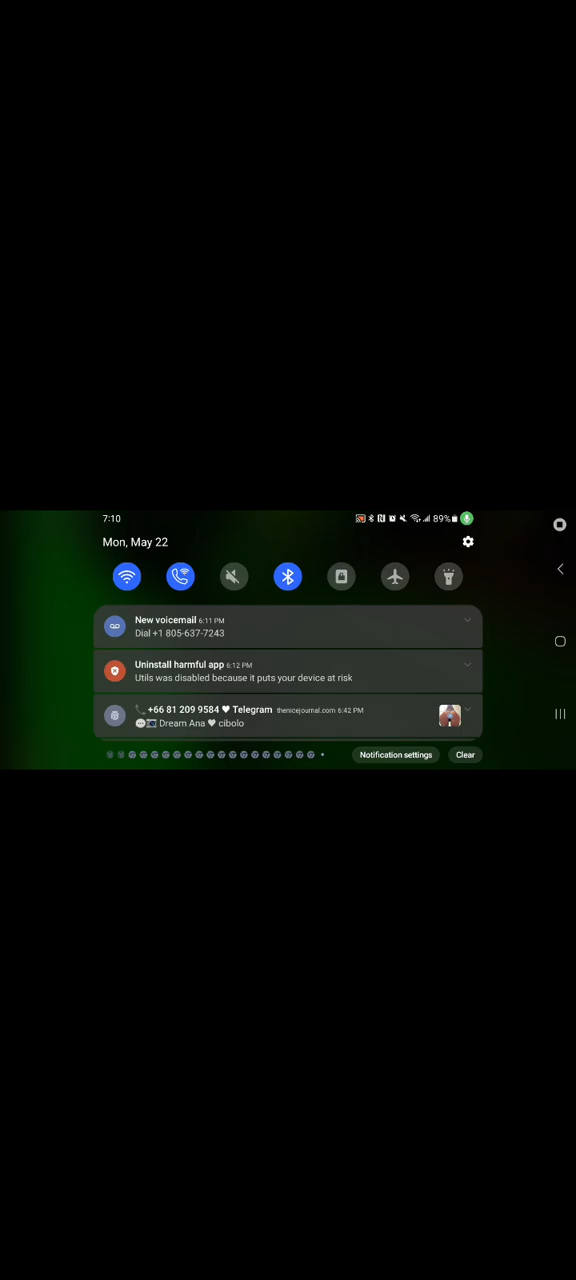 7:10
89%
Mon, May 22
New voicemail 6:11 PM
Dial +1 805-637-7243
Uninstall harmful app 6:12 PM
Utils was disabled because it puts your device at risk
📞 +66 81 209 9584 ♥ Telegram thenicejournal.com 6:42 PM
💬📷 Dream Ana ♥ cibolo
Notification settings
Clear